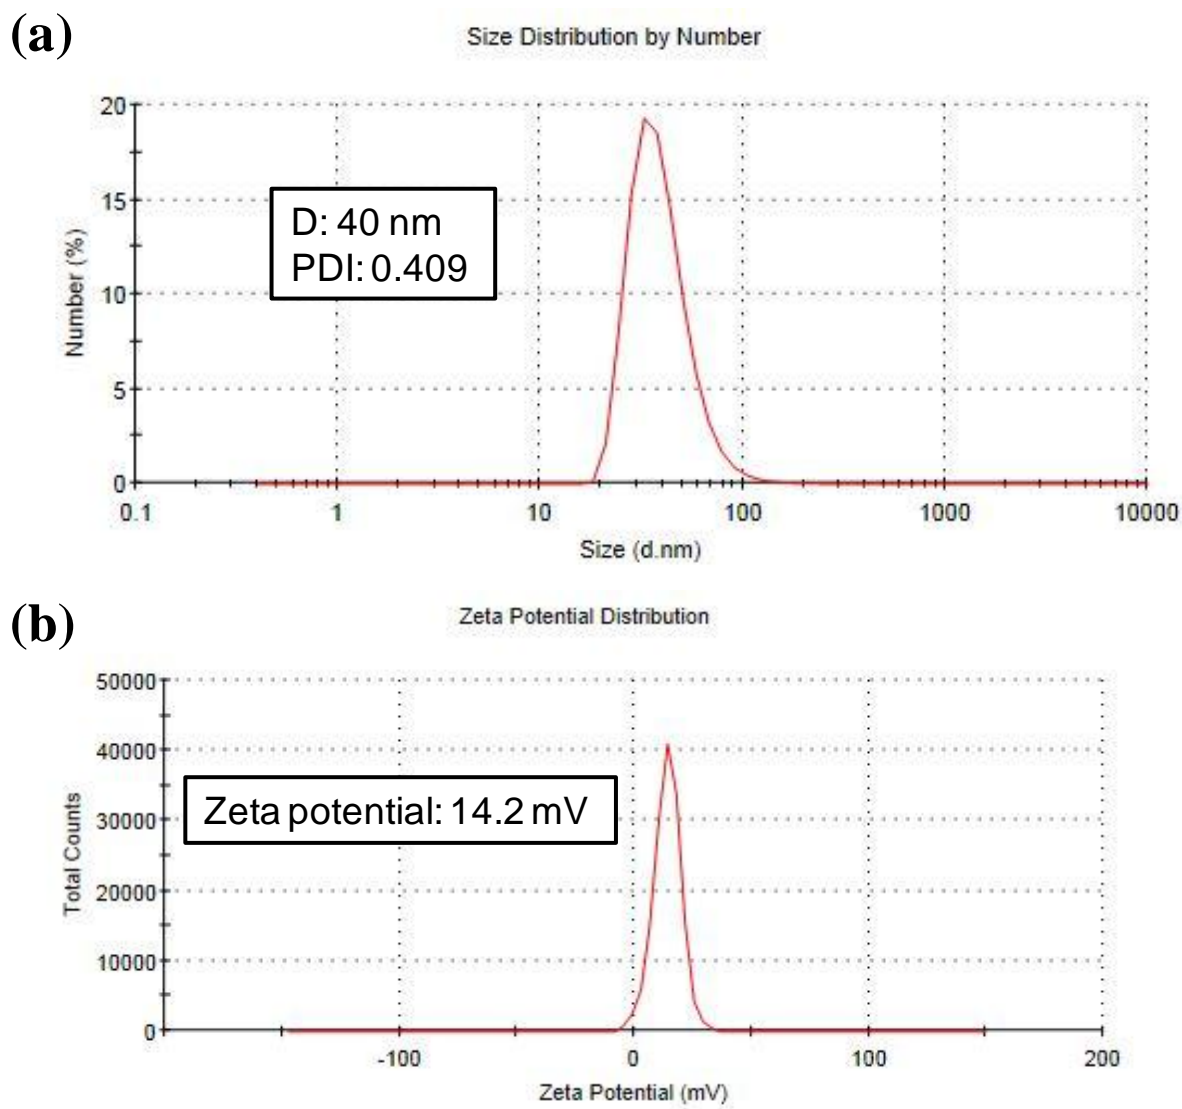 (a)
Size Distribution by Number
20
15
10
5
0
Number (%)
D: 40 nm
PDI: 0.409
0.1 1 10 100 1000 10000
Size (d.nm)
(b)
Zeta Potential Distribution
50000
40000
30000
20000
10000
0
Total Counts
Zeta potential: 14.2 mV
-100 0 100 200
Zeta Potential (mV)